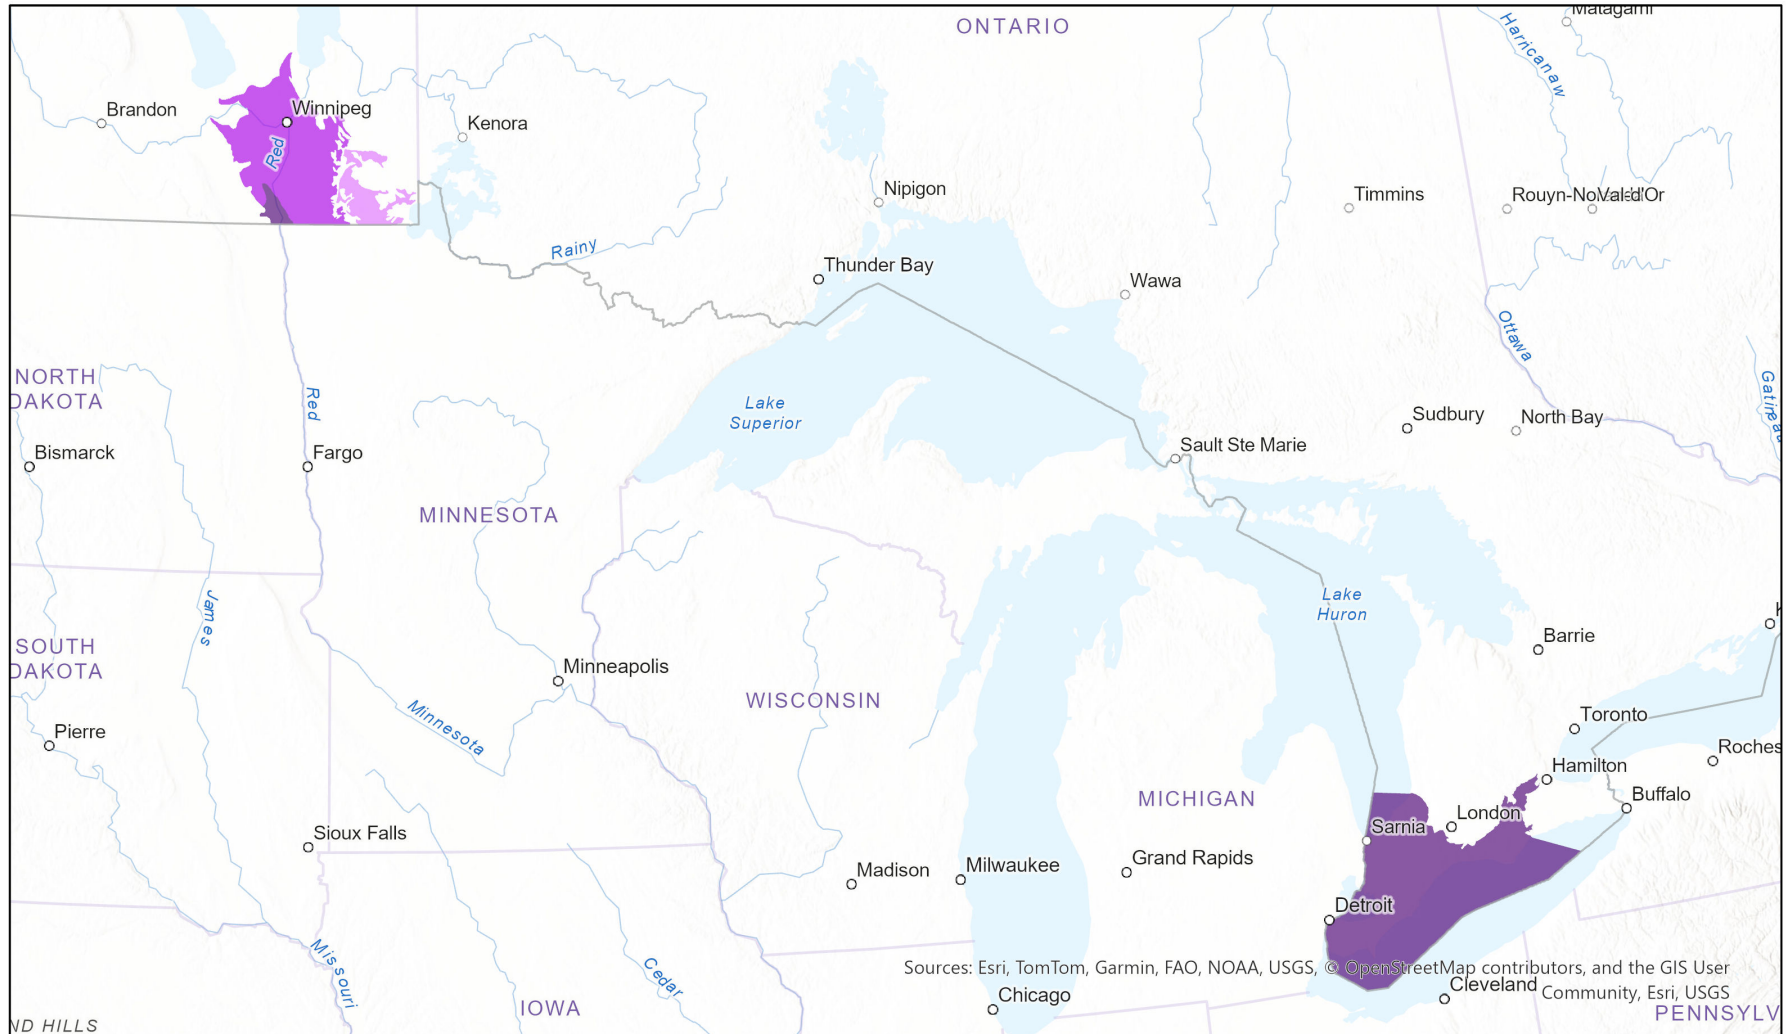 ONTARIO
Matagami
Harricanaw
Brandon
Winnipeg
Red
Kenora
Nipigon
Timmins
Rouyn-No
Val-d'Or
Rainy
Thunder Bay
Wawa
Ottawa
NORTH
DAKOTA
Red
Lake
Superior
Gatineau
Bismarck
Fargo
Sault Ste Marie
Sudbury
North Bay
MINNESOTA
James
Lake
Huron
SOUTH
DAKOTA
Barrie
Minneapolis
WISCONSIN
Minnesota
Pierre
Toronto
Roches
Hamilton
MICHIGAN
Buffalo
Sioux Falls
Sarnia
London
Madison
Milwaukee
Grand Rapids
Detroit
Missouri
Cedar
Sources: Esri, TomTom, Garmin, FAO, NOAA, USGS, © OpenStreetMap contributors, and the GIS User
Community, Esri, USGS
Cleveland
Chicago
IOWA
PENNSYLV
ND HILLS